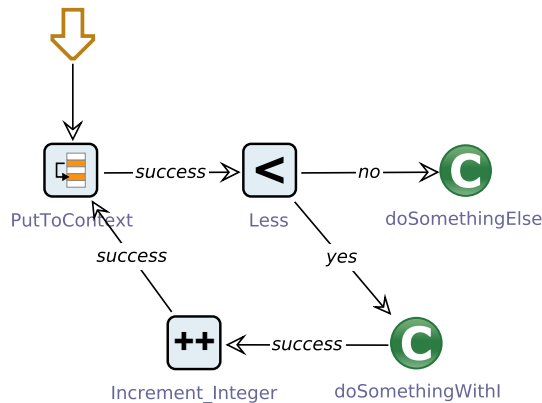 success
<
no
C
PutToContext
Less
doSomethingElse
success
yes
++
success
C
Increment_Integer
doSomethingWithI